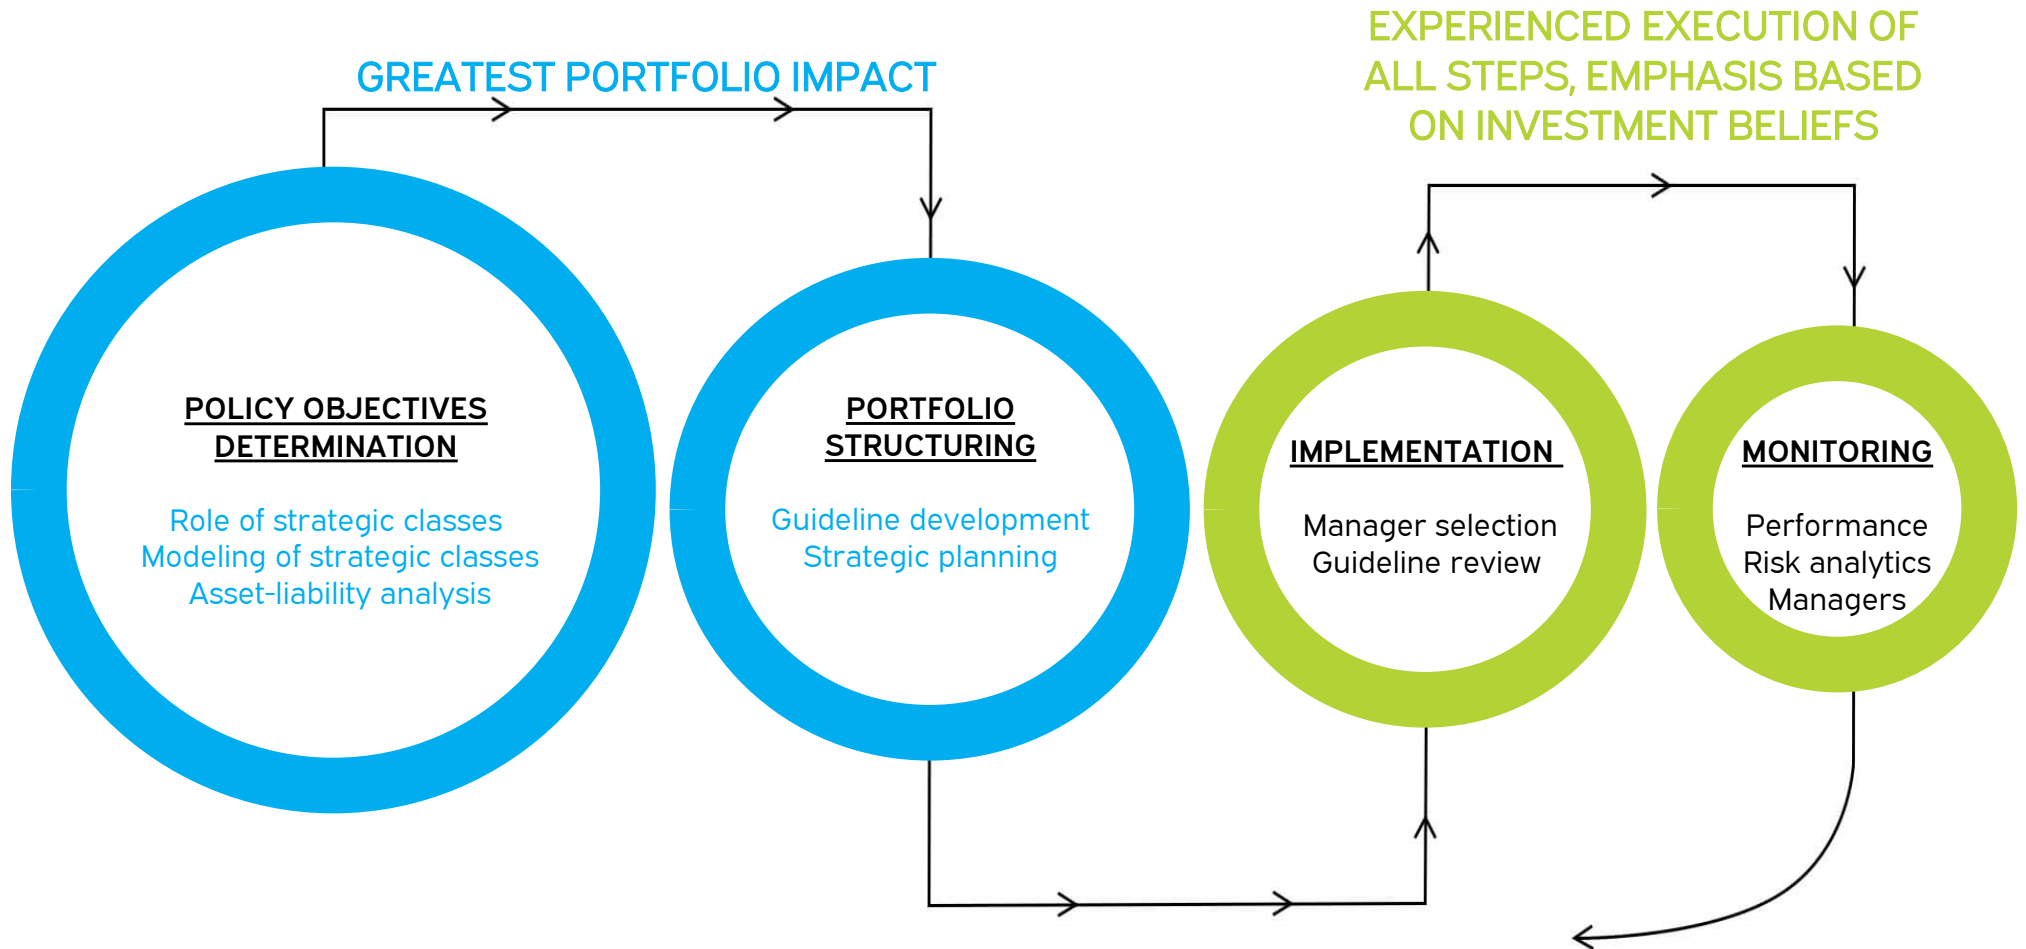 GREATEST PORTFOLIO IMPACT
EXPERIENCED EXECUTION OF
ALL STEPS, EMPHASIS BASED
ON INVESTMENT BELIEFS
POLICY OBJECTIVES
DETERMINATION
Role of strategic classes
Modeling of strategic classes
Asset-liability analysis
PORTFOLIO
STRUCTURING
Guideline development
Strategic planning
IMPLEMENTATION
Manager selection
Guideline review
MONITORING
Performance
Risk analytics
Managers